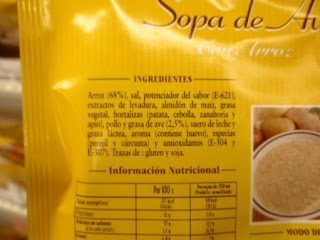 Sopa de
Con Arroz
INGREDIENTES
Arroz (68%), sal, potenciador del sabor (E-621),
extractos de levadura, almidón de maíz, grasa
vegetal, hortalizas (patata, cebolla, zanahoria y
apio), pollo y grasa de ave (2,5%), suero de leche y
grasa láctea, aroma (contiene huevo), especias
(perejil y cúrcuma) y antioxidantes (E-304 y
E-307). Trazas de: gluten y soja.
Información Nutricional
Por 100 g
MODO DE